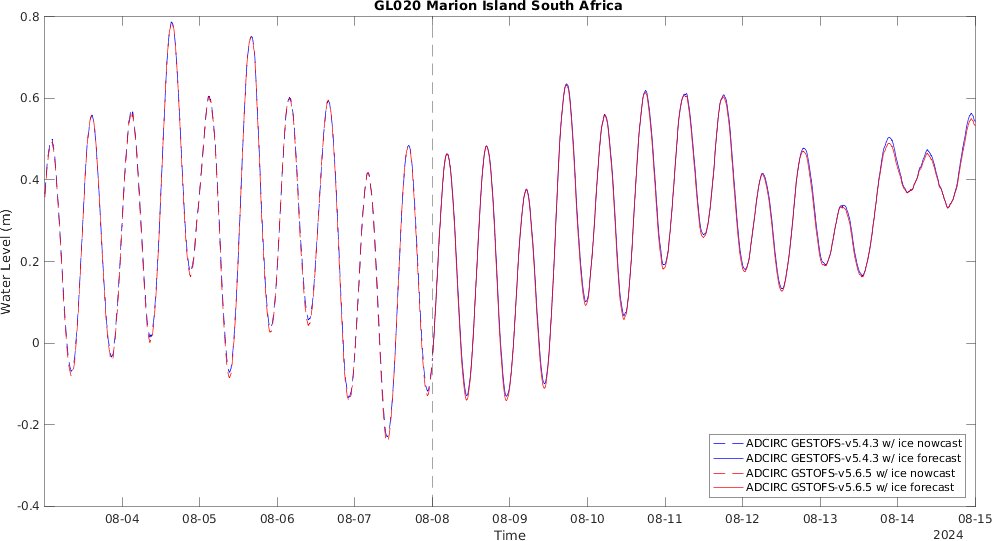 GL020 Marion Island South Africa
0.8
0.6
0.4
0.2
0
-0.2
-0.4
Water Level (m)
ADCIRC GESTOFS-v5.4.3 w/ ice nowcast
ADCIRC GESTOFS-v5.4.3 w/ ice forecast
ADCIRC GSTOFS-v5.6.5 w/ ice nowcast
ADCIRC GSTOFS-v5.6.5 w/ ice forecast
08-04 08-05 08-06 08-07 08-08 08-09 08-10 08-11 08-12 08-13 08-14 08-15
Time
2024